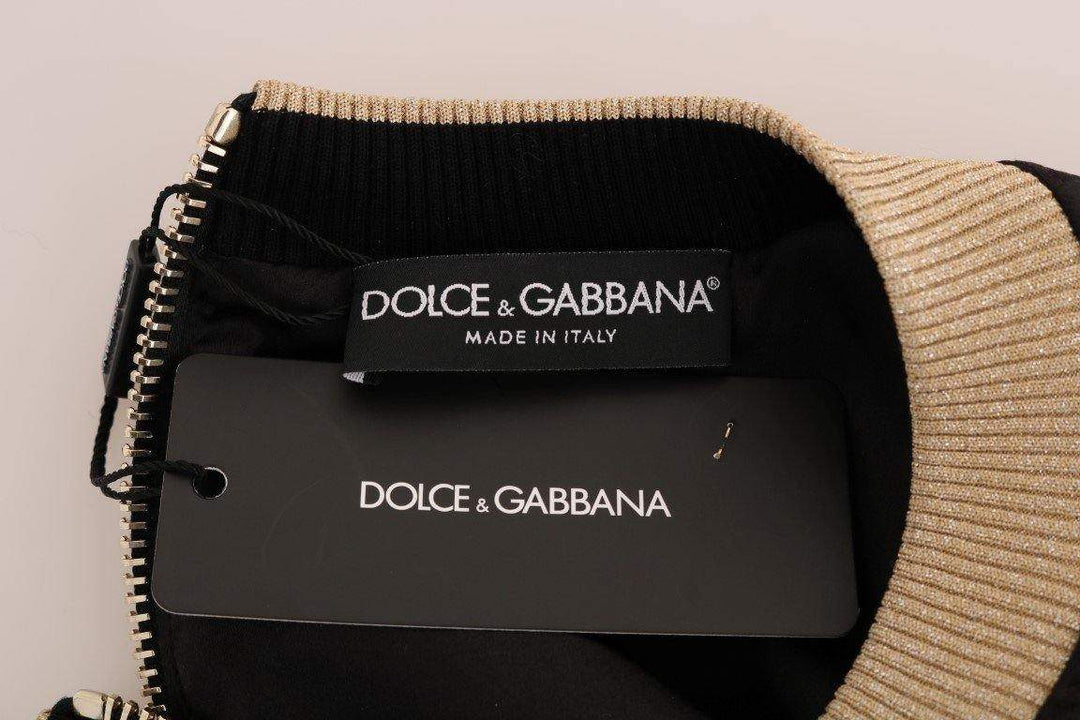 DOLCE & GABBANA®
MADE IN ITALY
DOLCE & GABBANA